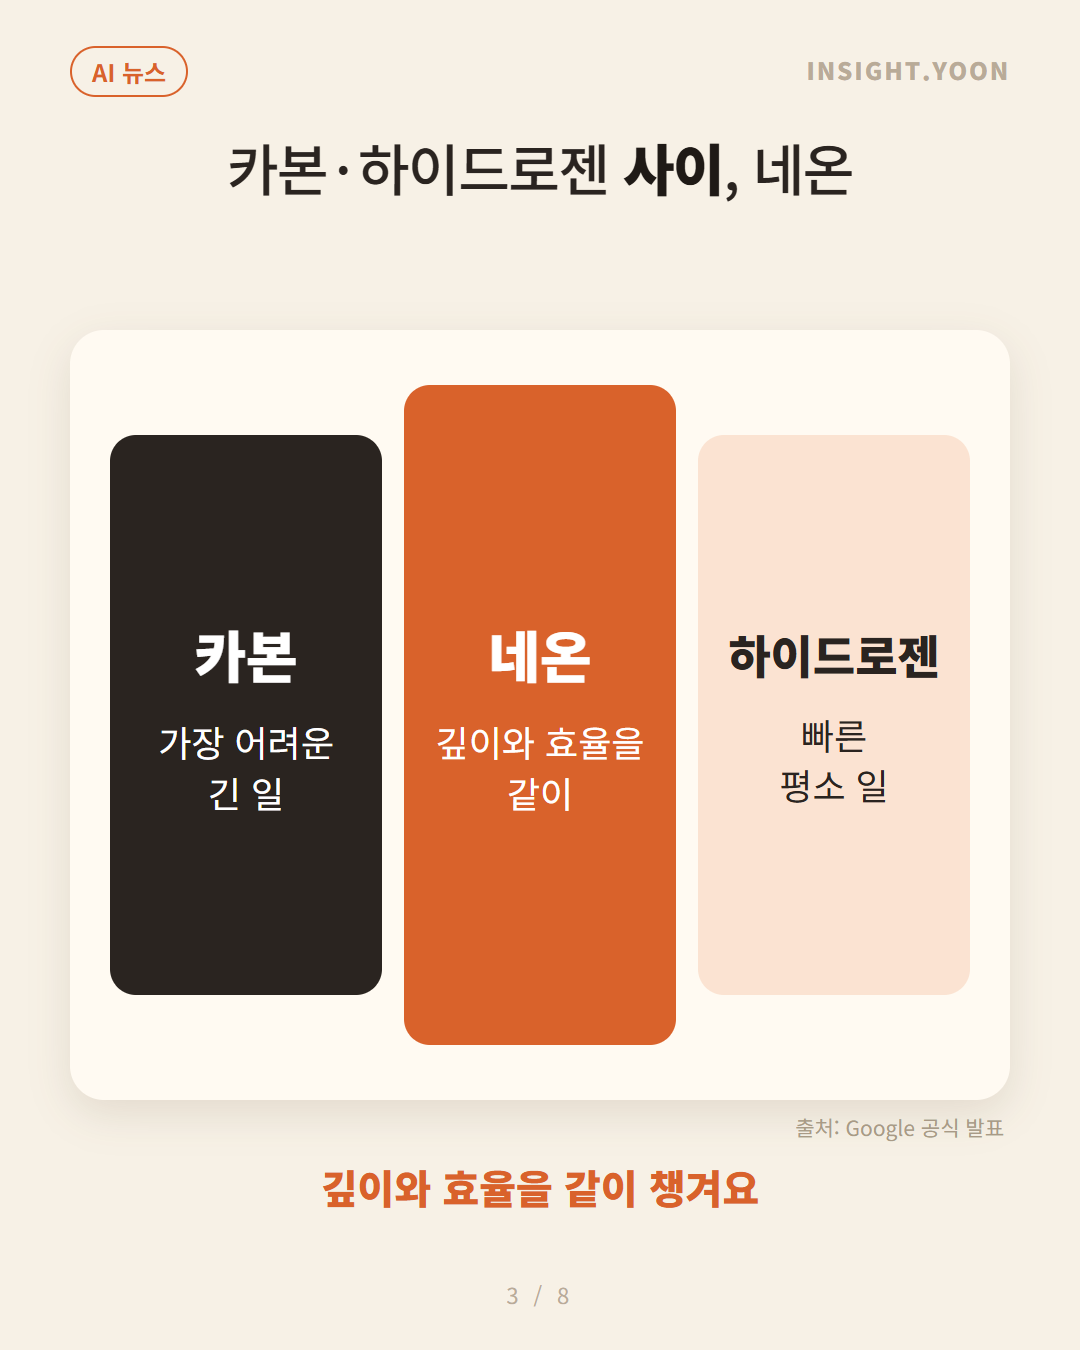 AI 뉴스
INSIGHT.YOON
카본·하이드로젠 사이, 네온
카본
가장 어려운
긴 일
네온
깊이와 효율을
같이
하이드로젠
빠른
평소 일
출처: Google 공식 발표
깊이와 효율을 같이 챙겨요
3 / 8